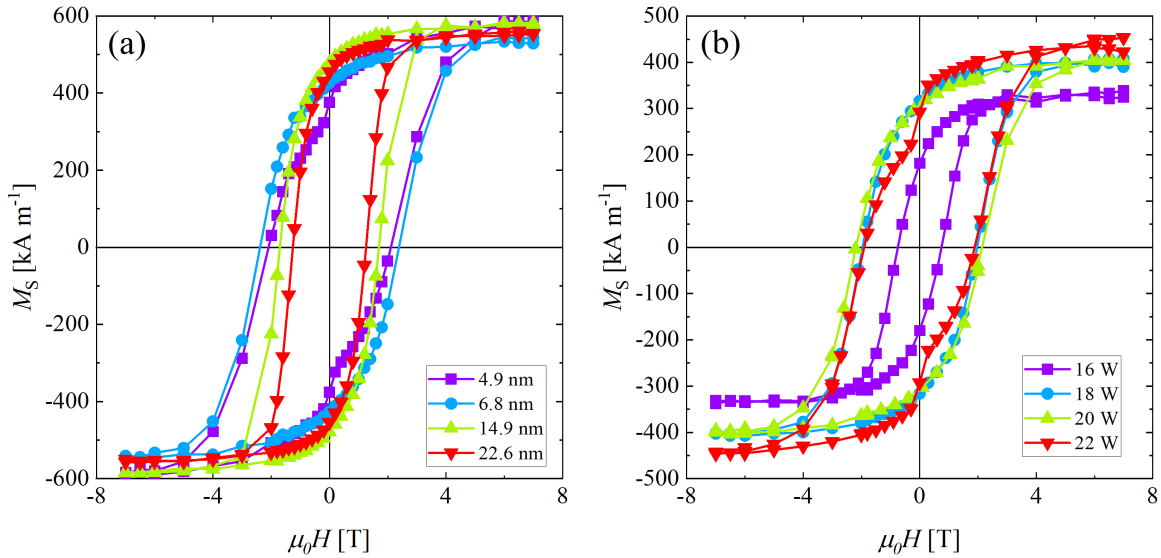 (a)
600
400
200
0
-200
-400
-600
M_S [kA m⁻¹]
-8
-4
0
4
8
μ₀H [T]
4.9 nm
6.8 nm
14.9 nm
22.6 nm
(b)
500
400
300
200
100
0
-100
-200
-300
-400
-500
M_S [kA m⁻¹]
-8
-4
0
4
8
μ₀H [T]
16 W
18 W
20 W
22 W